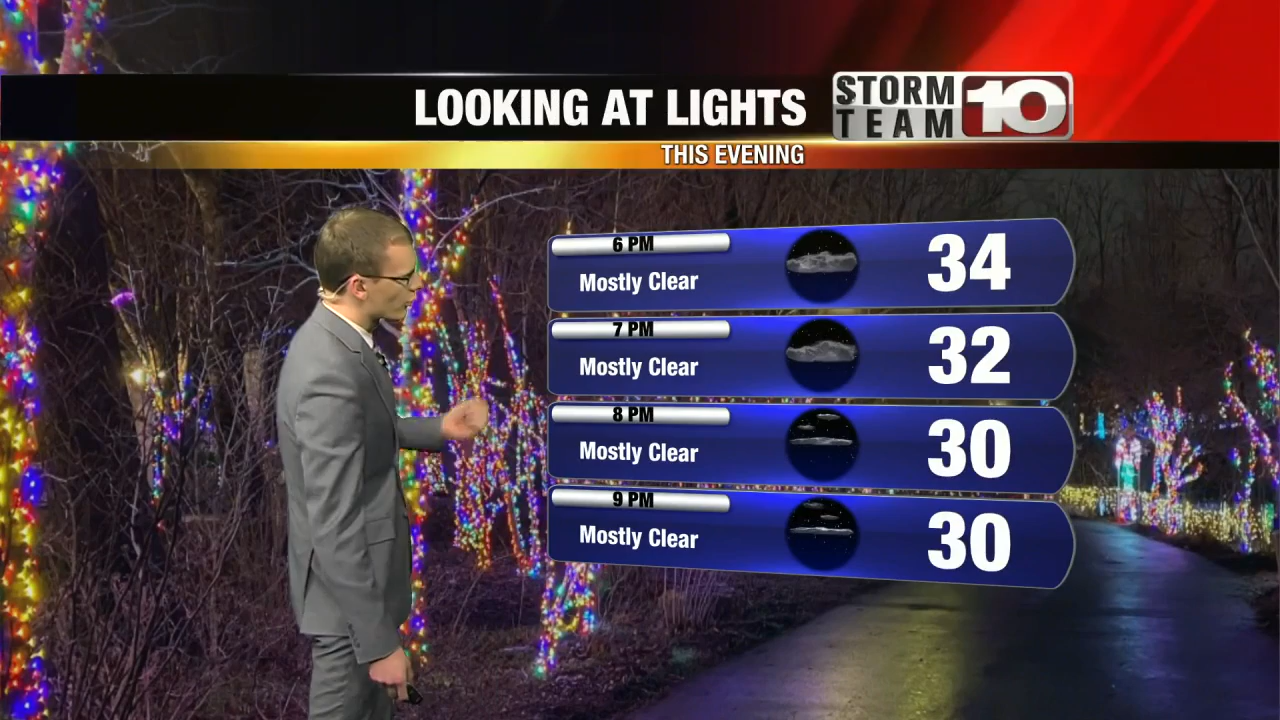 LOOKING AT LIGHTS
STORM TEAM 10
THIS EVENING
6 PM
Mostly Clear
34
7 PM
Mostly Clear
32
8 PM
Mostly Clear
30
9 PM
Mostly Clear
30